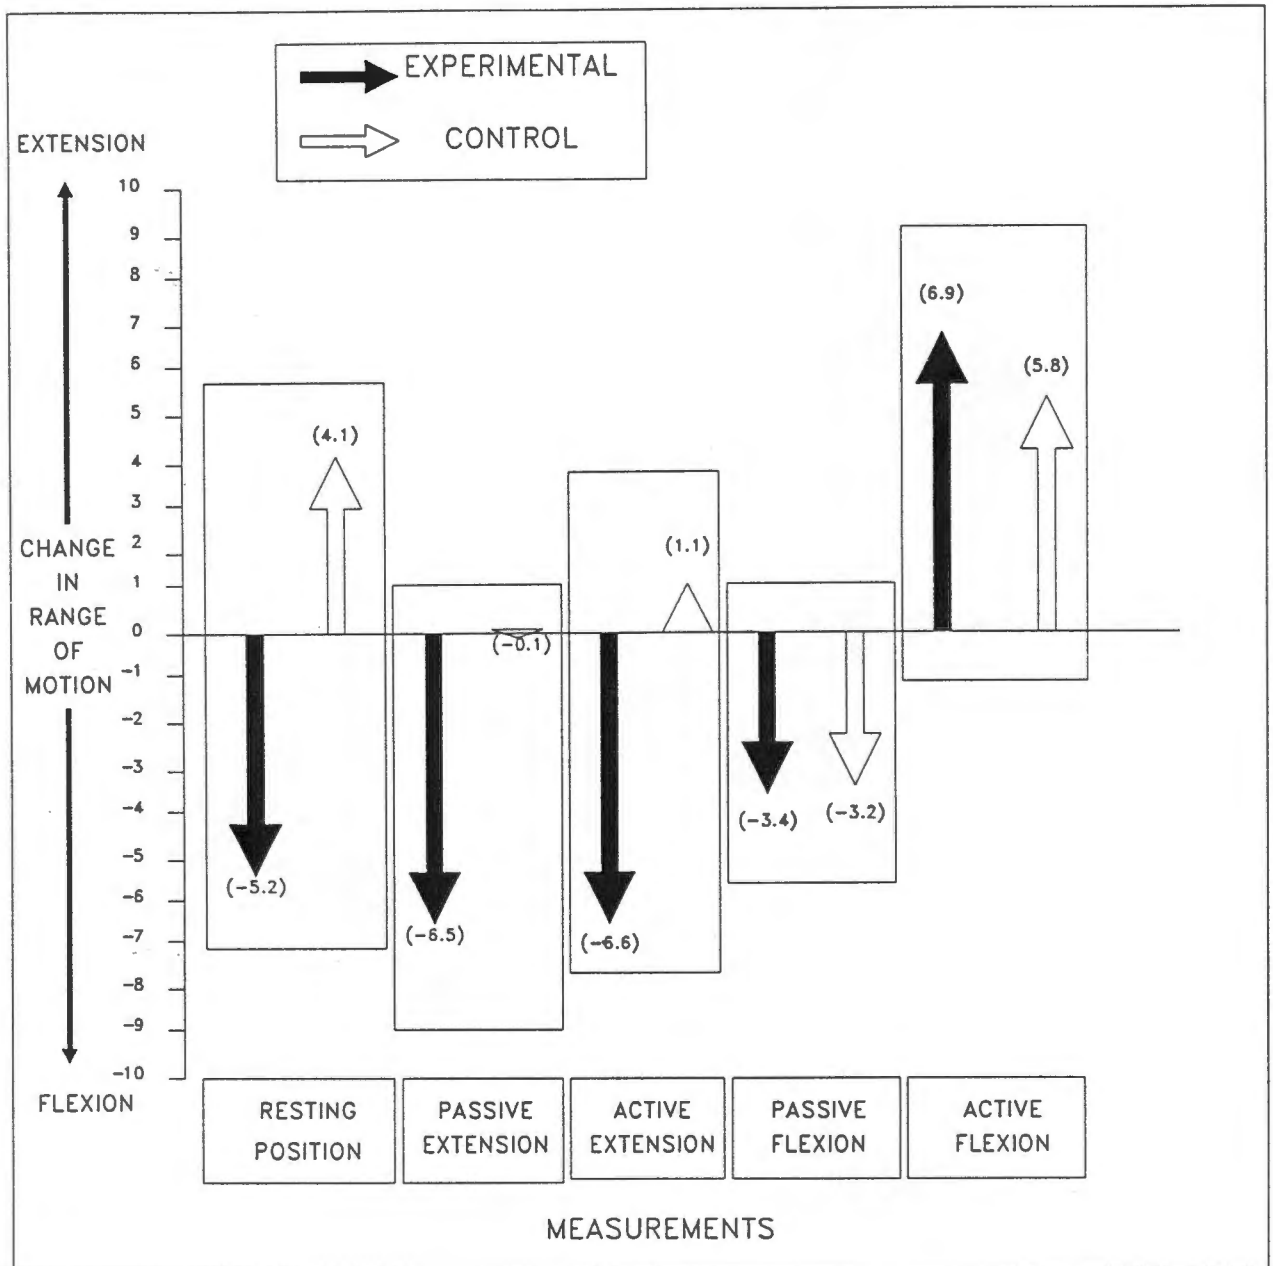 EXPERIMENTAL
CONTROL
EXTENSION
10
9
8
7
6
5
4
3
2
1
0
-1
-2
-3
-4
-5
-6
-7
-8
-9
-10
CHANGE
IN
RANGE
OF
MOTION
FLEXION
(4.1)
(-5.2)
(-0.1)
(-6.5)
(1.1)
(-6.6)
(-3.4)
(-3.2)
(6.9)
(5.8)
RESTING
POSITION
PASSIVE
EXTENSION
ACTIVE
EXTENSION
PASSIVE
FLEXION
ACTIVE
FLEXION
MEASUREMENTS